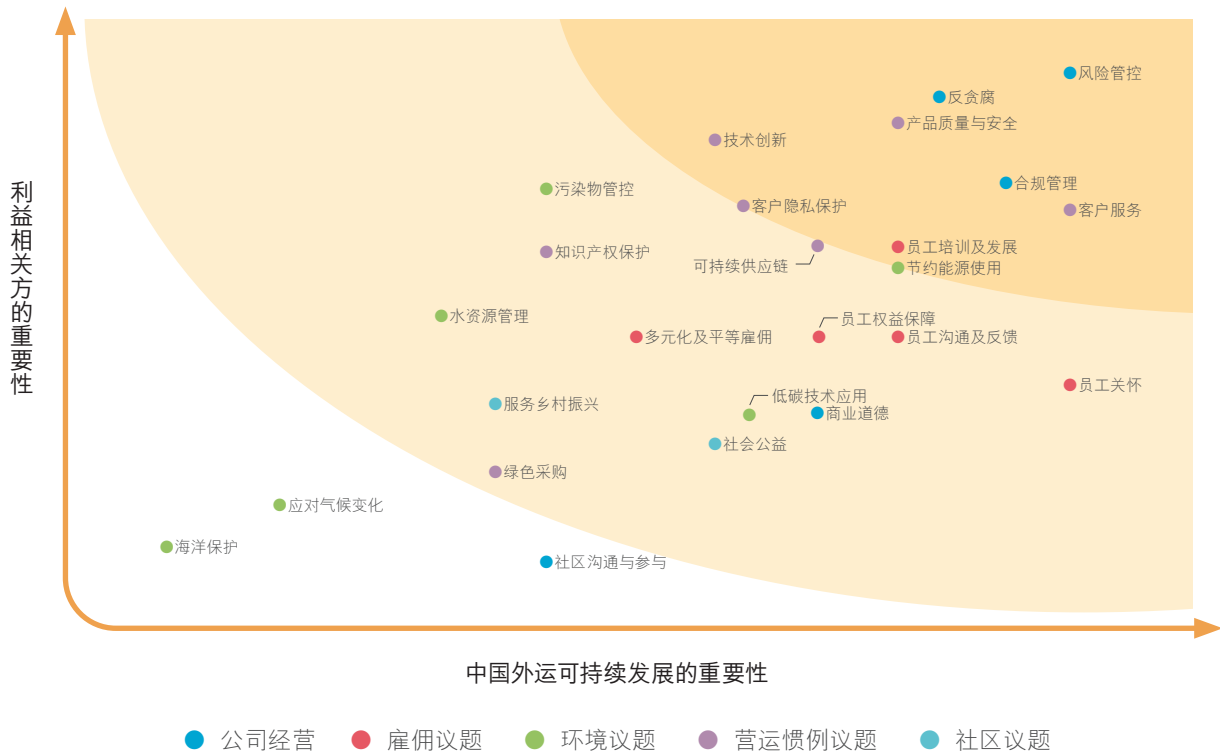 利益相关方的重要性
风险管控
反贪腐
产品质量与安全
技术创新
合规管理
污染物管控
客户隐私保护
客户服务
员工培训及发展
知识产权保护
可持续供应链
节约能源使用
水资源管理
员工权益保障
多元化及平等雇佣
员工沟通及反馈
员工关怀
低碳技术应用
服务乡村振兴
商业道德
社会公益
绿色采购
应对气候变化
海洋保护
社区沟通与参与
中国外运可持续发展的重要性
公司经营
雇佣议题
环境议题
营运惯例议题
社区议题